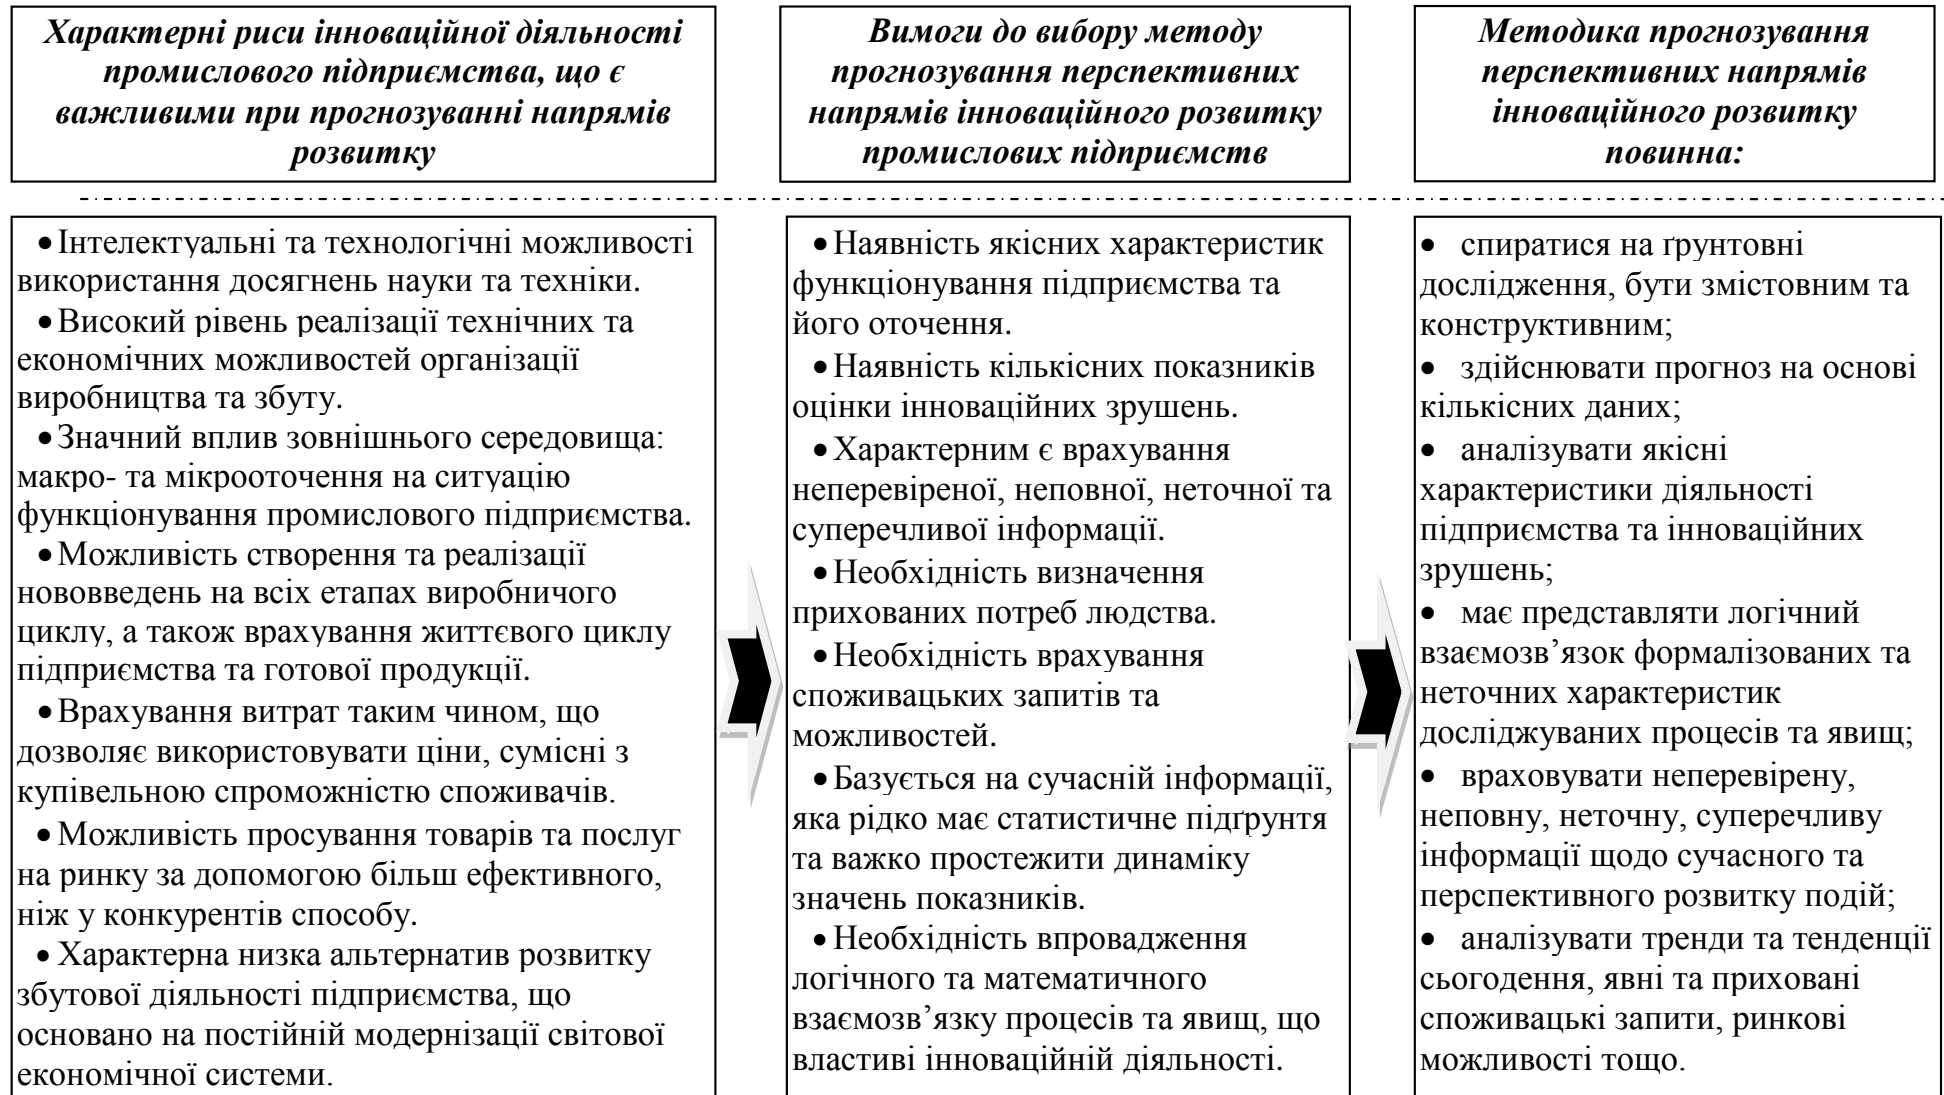 Характерні риси інноваційної діяльності
промислового підприємства, що є
важливими при прогнозуванні напрямів
розвитку
Вимоги до вибору методу
прогнозування перспективних
напрямів інноваційного розвитку
промислових підприємств
Методика прогнозування
перспективних напрямів
інноваційного розвитку
повинна:
• Інтелектуальні та технологічні можливості
використання досягнень науки та техніки.
• Високий рівень реалізації технічних та
економічних можливостей організації
виробництва та збуту.
• Значний вплив зовнішнього середовища:
макро- та мікрооточення на ситуацію
функціонування промислового підприємства.
• Можливість створення та реалізації
нововведень на всіх етапах виробничого
циклу, а також врахування життєвого циклу
підприємства та готової продукції.
• Врахування витрат таким чином, що
дозволяє використовувати ціни, сумісні з
купівельною спроможністю споживачів.
• Можливість просування товарів та послуг
на ринку за допомогою більш ефективного,
ніж у конкурентів способу.
• Характерна низка альтернатив розвитку
збутової діяльності підприємства, що
основано на постійній модернізації світової
економічної системи.
• Наявність якісних характеристик
функціонування підприємства та
його оточення.
• Наявність кількісних показників
оцінки інноваційних зрушень.
• Характерним є врахування
неперевіреної, неповної, неточної та
суперечливої інформації.
• Необхідність визначення
прихованих потреб людства.
• Необхідність врахування
споживацьких запитів та
можливостей.
• Базується на сучасній інформації,
яка рідко має статистичне підґрунтя
та важко простежити динаміку
значень показників.
• Необхідність впровадження
логічного та математичного
взаємозв’язку процесів та явищ, що
властиві інноваційній діяльності.
• спиратися на ґрунтовні
дослідження, бути змістовним та
конструктивним;
• здійснювати прогноз на основі
кількісних даних;
• аналізувати якісні
характеристики діяльності
підприємства та інноваційних
зрушень;
• має представляти логічний
взаємозв’язок формалізованих та
неточних характеристик
досліджуваних процесів та явищ;
• враховувати неперевірену,
неповну, неточну, суперечливу
інформації щодо сучасного та
перспективного розвитку подій;
• аналізувати тренди та тенденції
сьогодення, явні та приховані
споживацькі запити, ринкові
можливості тощо.